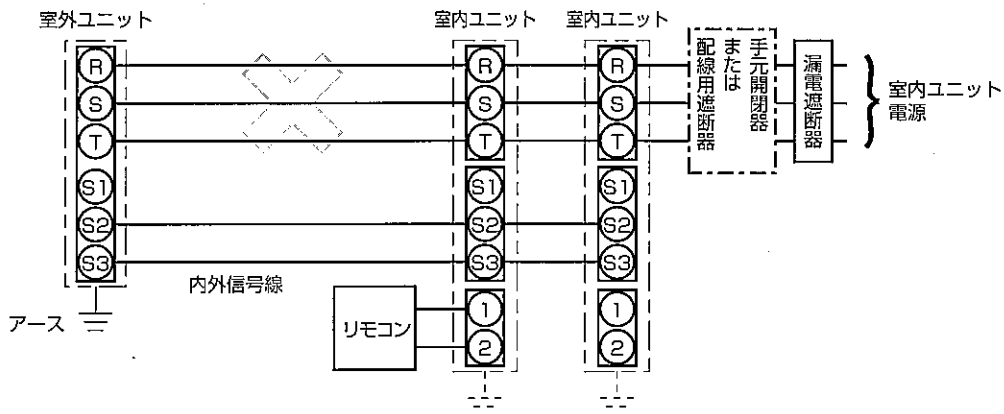 室外ユニット
室内ユニット
室内ユニット
R
S
T
S1
S2
S3
R
S
T
S1
S2
S3
1
2
R
S
T
S1
S2
S3
1
2
手元開閉器
または
配線用遮断器
漏電遮断器
室内ユニット
電源
内外信号線
アース
リモコン